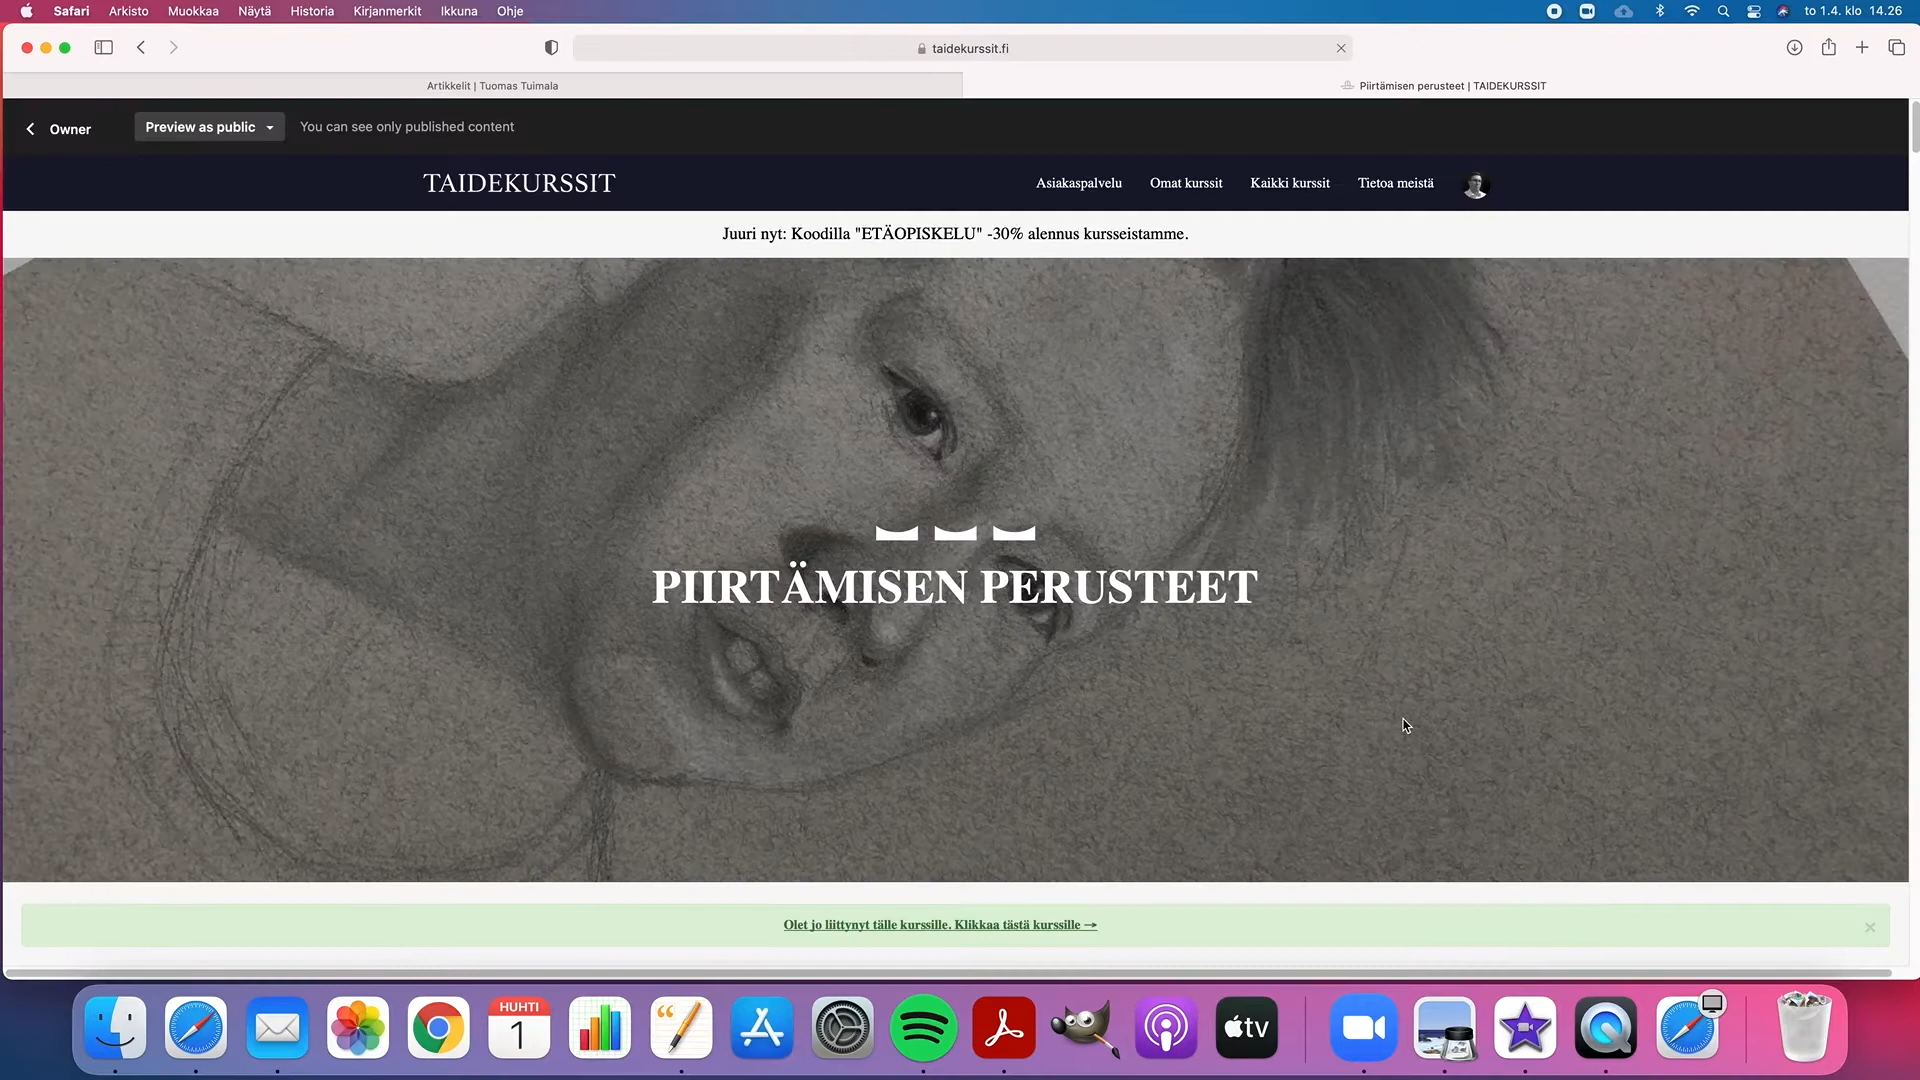 Safari Arkisto Muokkaa Näytä Historia Kirjanmerkit Ikkuna Ohje to 1.4. klo 14.26
taidekurssit.fi
Artikkelit | Tuomas Tuimala
Piirtämisen perusteet | TAIDEKURSSIT
Owner
Preview as public
You can see only published content
TAIDEKURSSIT
Asiakaspalvelu Omat kurssit Kaikki kurssit Tietoa meistä
Juuri nyt: Koodilla "ETÄOPISKELU" -30% alennus kursseistamme.
PIIRTÄMISEN PERUSTEET
Olet jo liittynyt tälle kurssille. Klikkaa tästä kurssille →
HUHTI
1
tv